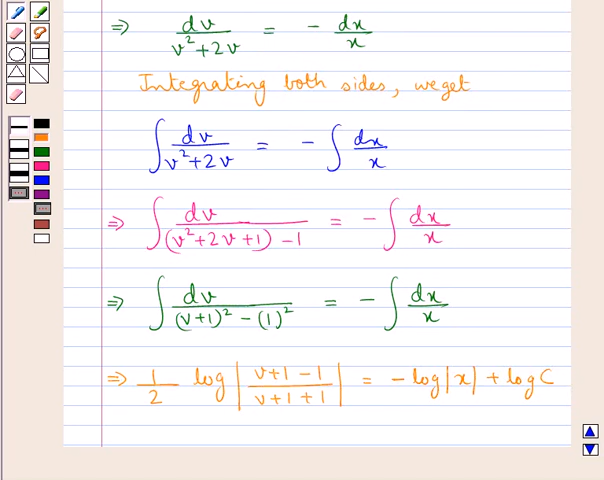 ⇒ dv/(v²+2v) = - dx/x
Integrating both sides, we get
∫ dv/(v²+2v) = - ∫ dx/x
⇒ ∫ dv/((v²+2v+1) -1) = - ∫ dx/x
⇒ ∫ dv/((v+1)² - (1)²) = - ∫ dx/x
⇒ 1/2 log |(v+1-1)/(v+1+1)| = - log|x| + log C